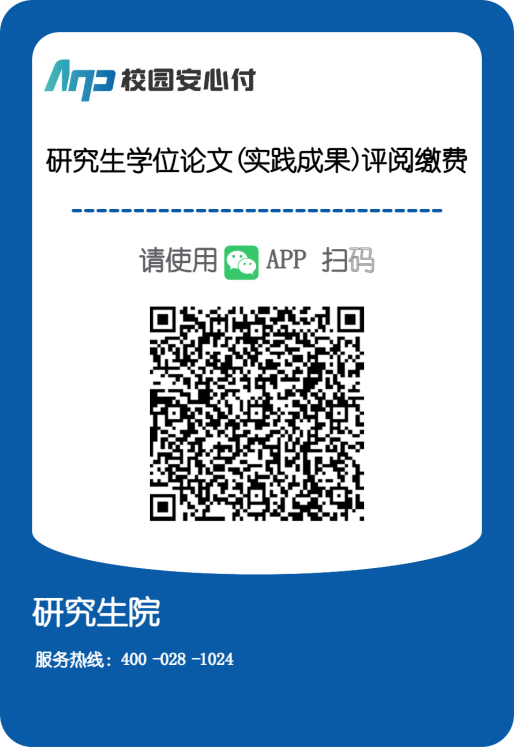 Anp 校园安心付
研究生学位论文(实践成果)评阅缴费
请使用 APP 扫码
研究生院
服务热线: 400 -028 -1024